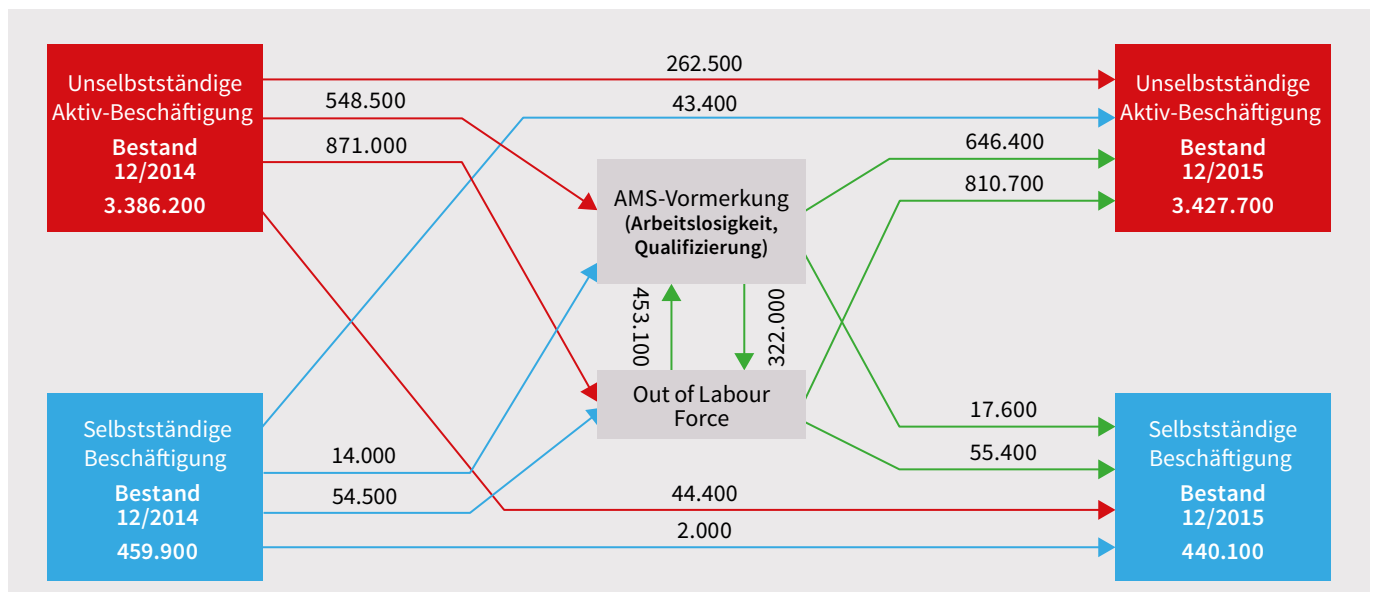 Unselbstständige
Aktiv-Beschäftigung
Bestand
12/2014
3.386.200
262.500
548.500
43.400
871.000
Unselbstständige
Aktiv-Beschäftigung
Bestand
12/2015
3.427.700
646.400
810.700
AMS-Vormerkung
(Arbeitslosigkeit,
Qualifizierung)
453.100
322.000
Out of Labour
Force
Selbstständige
Beschäftigung
Bestand
12/2014
459.900
14.000
54.500
44.400
2.000
17.600
55.400
Selbstständige
Beschäftigung
Bestand
12/2015
440.100